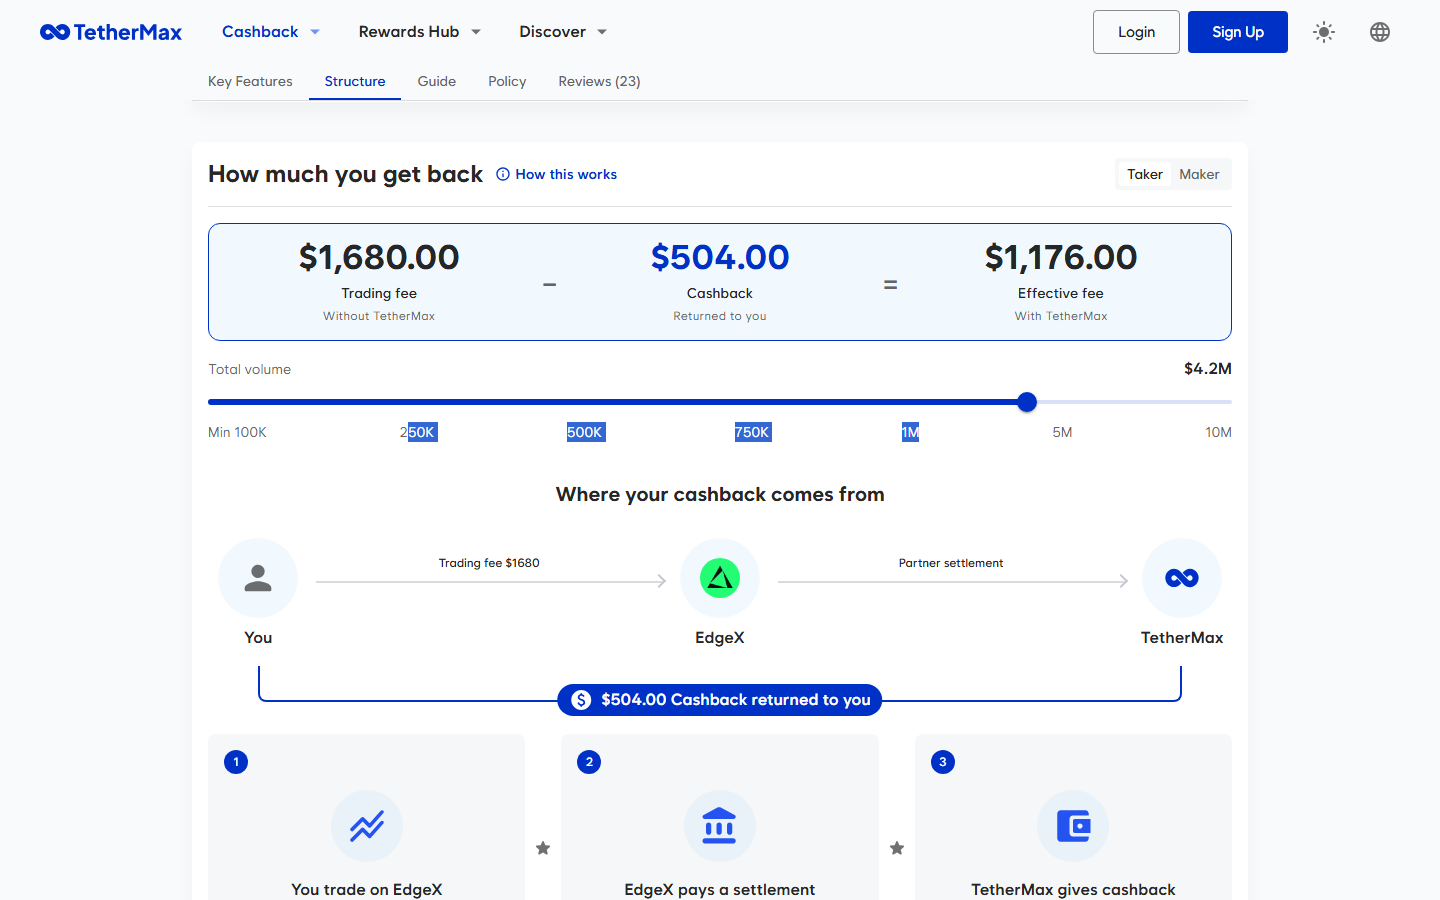 TetherMax
Cashback
Rewards Hub
Discover
Login
Sign Up
Key Features
Structure
Guide
Policy
Reviews (23)
How much you get back
How this works
Taker
Maker
$1,680.00
Trading fee
Without TetherMax
−
$504.00
Cashback
Returned to you
=
$1,176.00
Effective fee
With TetherMax
Total volume
$4.2M
Min 100K
250K
500K
750K
1M
5M
10M
Where your cashback comes from
Trading fee $1680
Partner settlement
You
EdgeX
TetherMax
$504.00 Cashback returned to you
1
You trade on EdgeX
2
EdgeX pays a settlement
3
TetherMax gives cashback